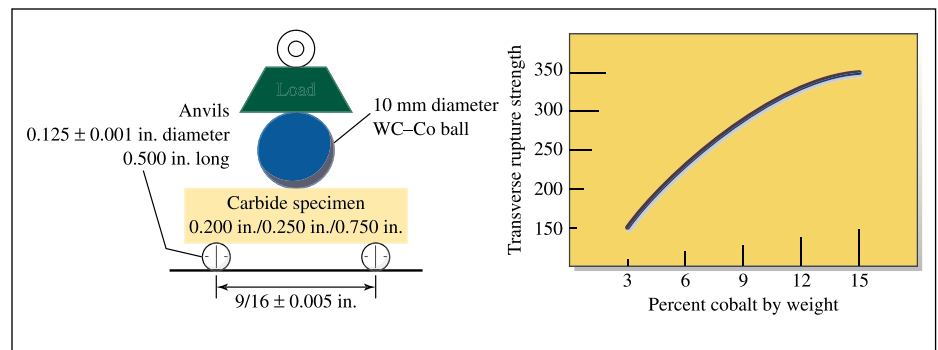 Load
Anvils
0.125 ± 0.001 in. diameter
0.500 in. long
10 mm diameter
WC–Co ball
Carbide specimen
0.200 in./0.250 in./0.750 in.
9/16 ± 0.005 in.
Transverse rupture strength
350
300
250
200
150
3 6 9 12 15
Percent cobalt by weight